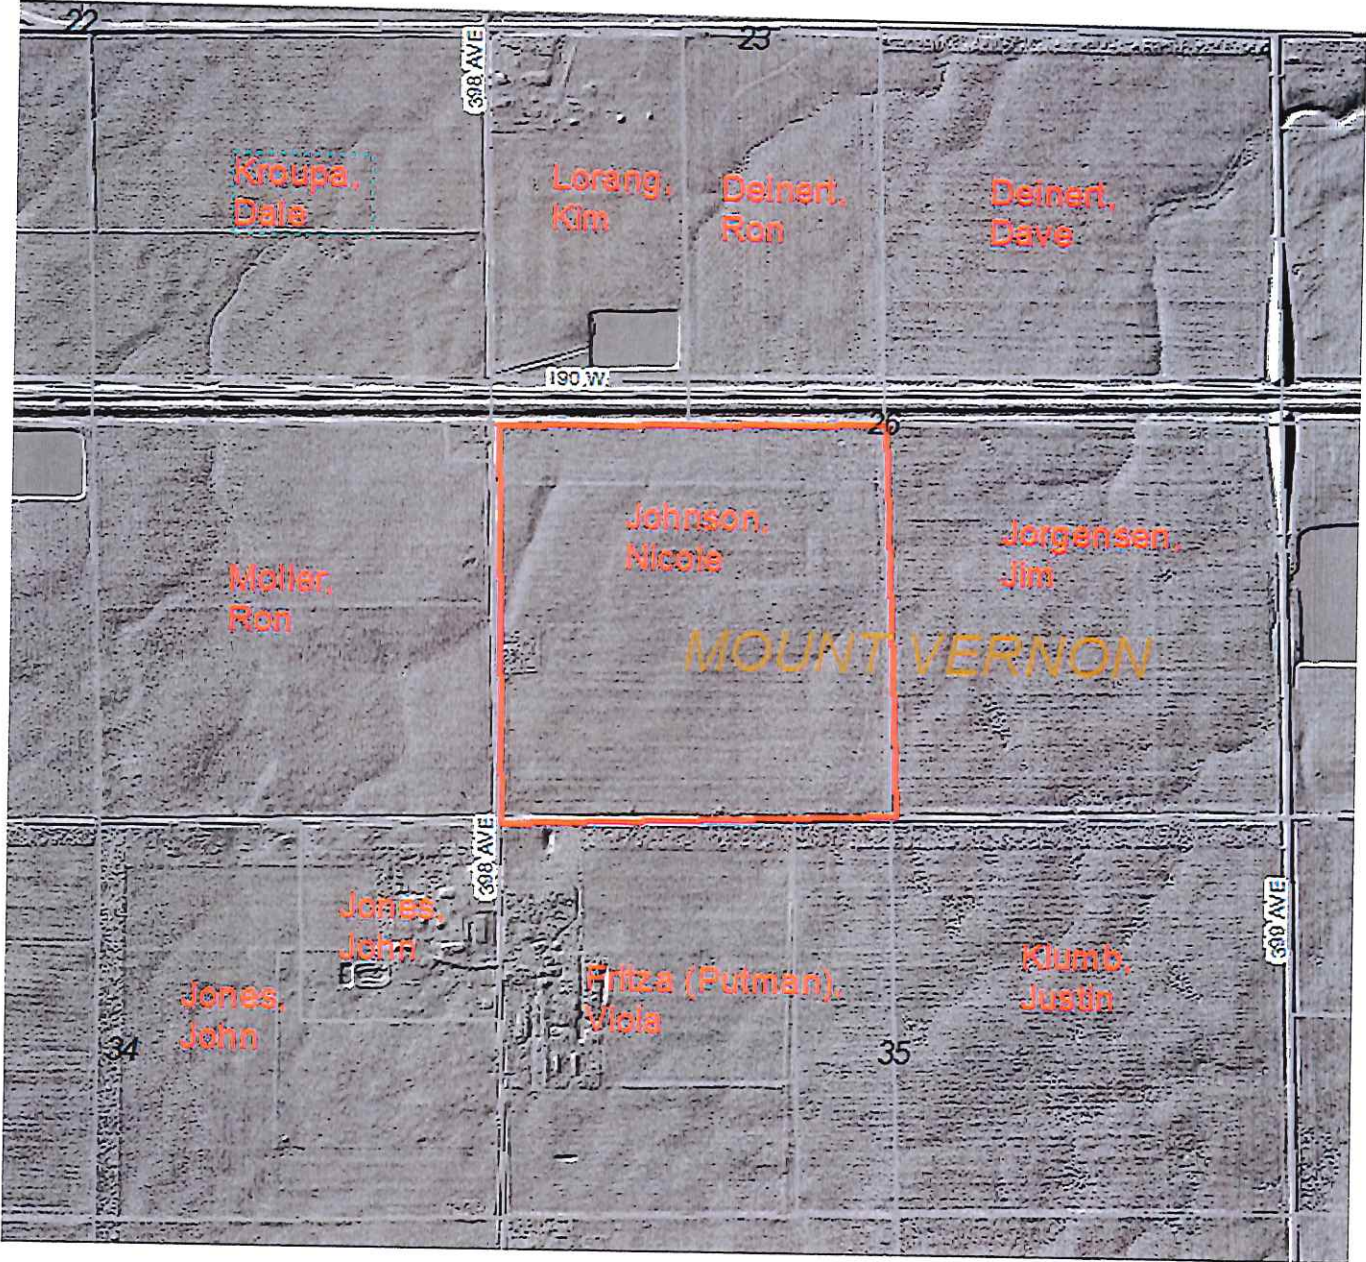 22
23
398 AVE
Kroupa,
Dale
Lorang,
Kim
Deinert,
Ron
Deinert,
Dave
I90 W
26
Johnson,
Nicole
Jorgensen,
Jim
Moller,
Ron
MOUNT VERNON
398 AVE
Jones,
John
Jones,
John
Fritza (Putman),
Viola
Klumb,
Justin
399 AVE
34
35